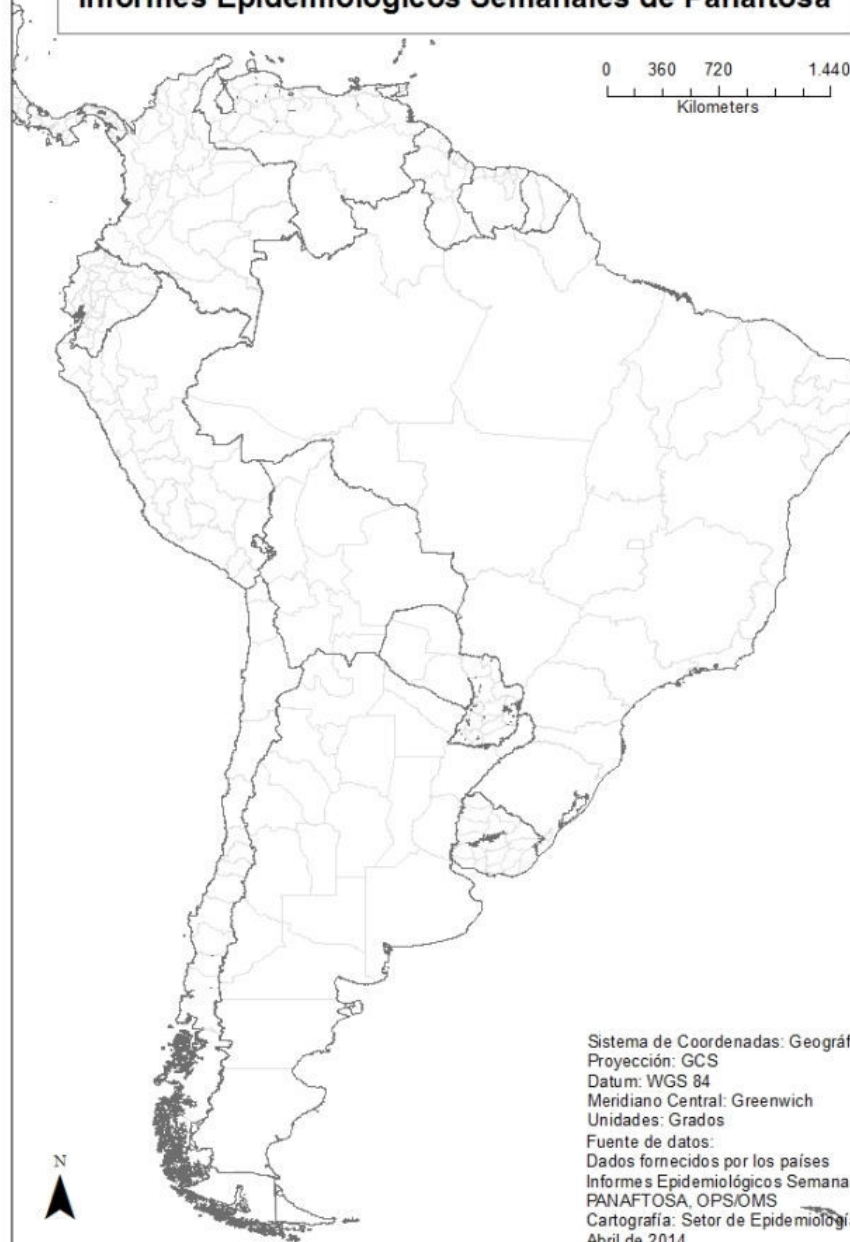 Informes Epidemiológicos Semanales de Panaftosa
0 360 720 1.440
Kilometers
N
Sistema de Coordenadas: Geográf
Proyección: GCS
Datum: WGS 84
Meridiano Central: Greenwich
Unidades: Grados
Fuente de datos:
Dados fornecidos por los países
Informes Epidemiológicos Semana
PANAFTOSA, OPS/OMS
Cartografía: Setor de Epidemiología
Abril de 2014